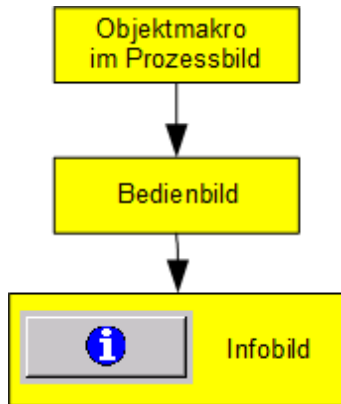 Objektmakro
im Prozessbild
Bedienbild
i
Infobild